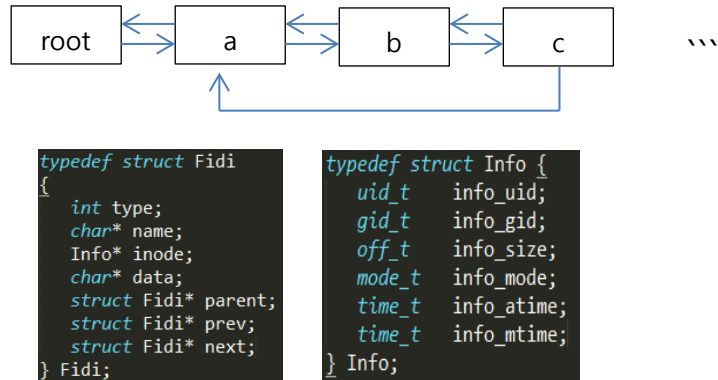 root a b c ```
typedef struct Fidi
{
int type;
char* name;
Info* inode;
char* data;
struct Fidi* parent;
struct Fidi* prev;
struct Fidi* next;
} Fidi;
typedef struct Info {
uid_t info_uid;
gid_t info_gid;
off_t info_size;
mode_t info_mode;
time_t info_atime;
time_t info_mtime;
} Info;